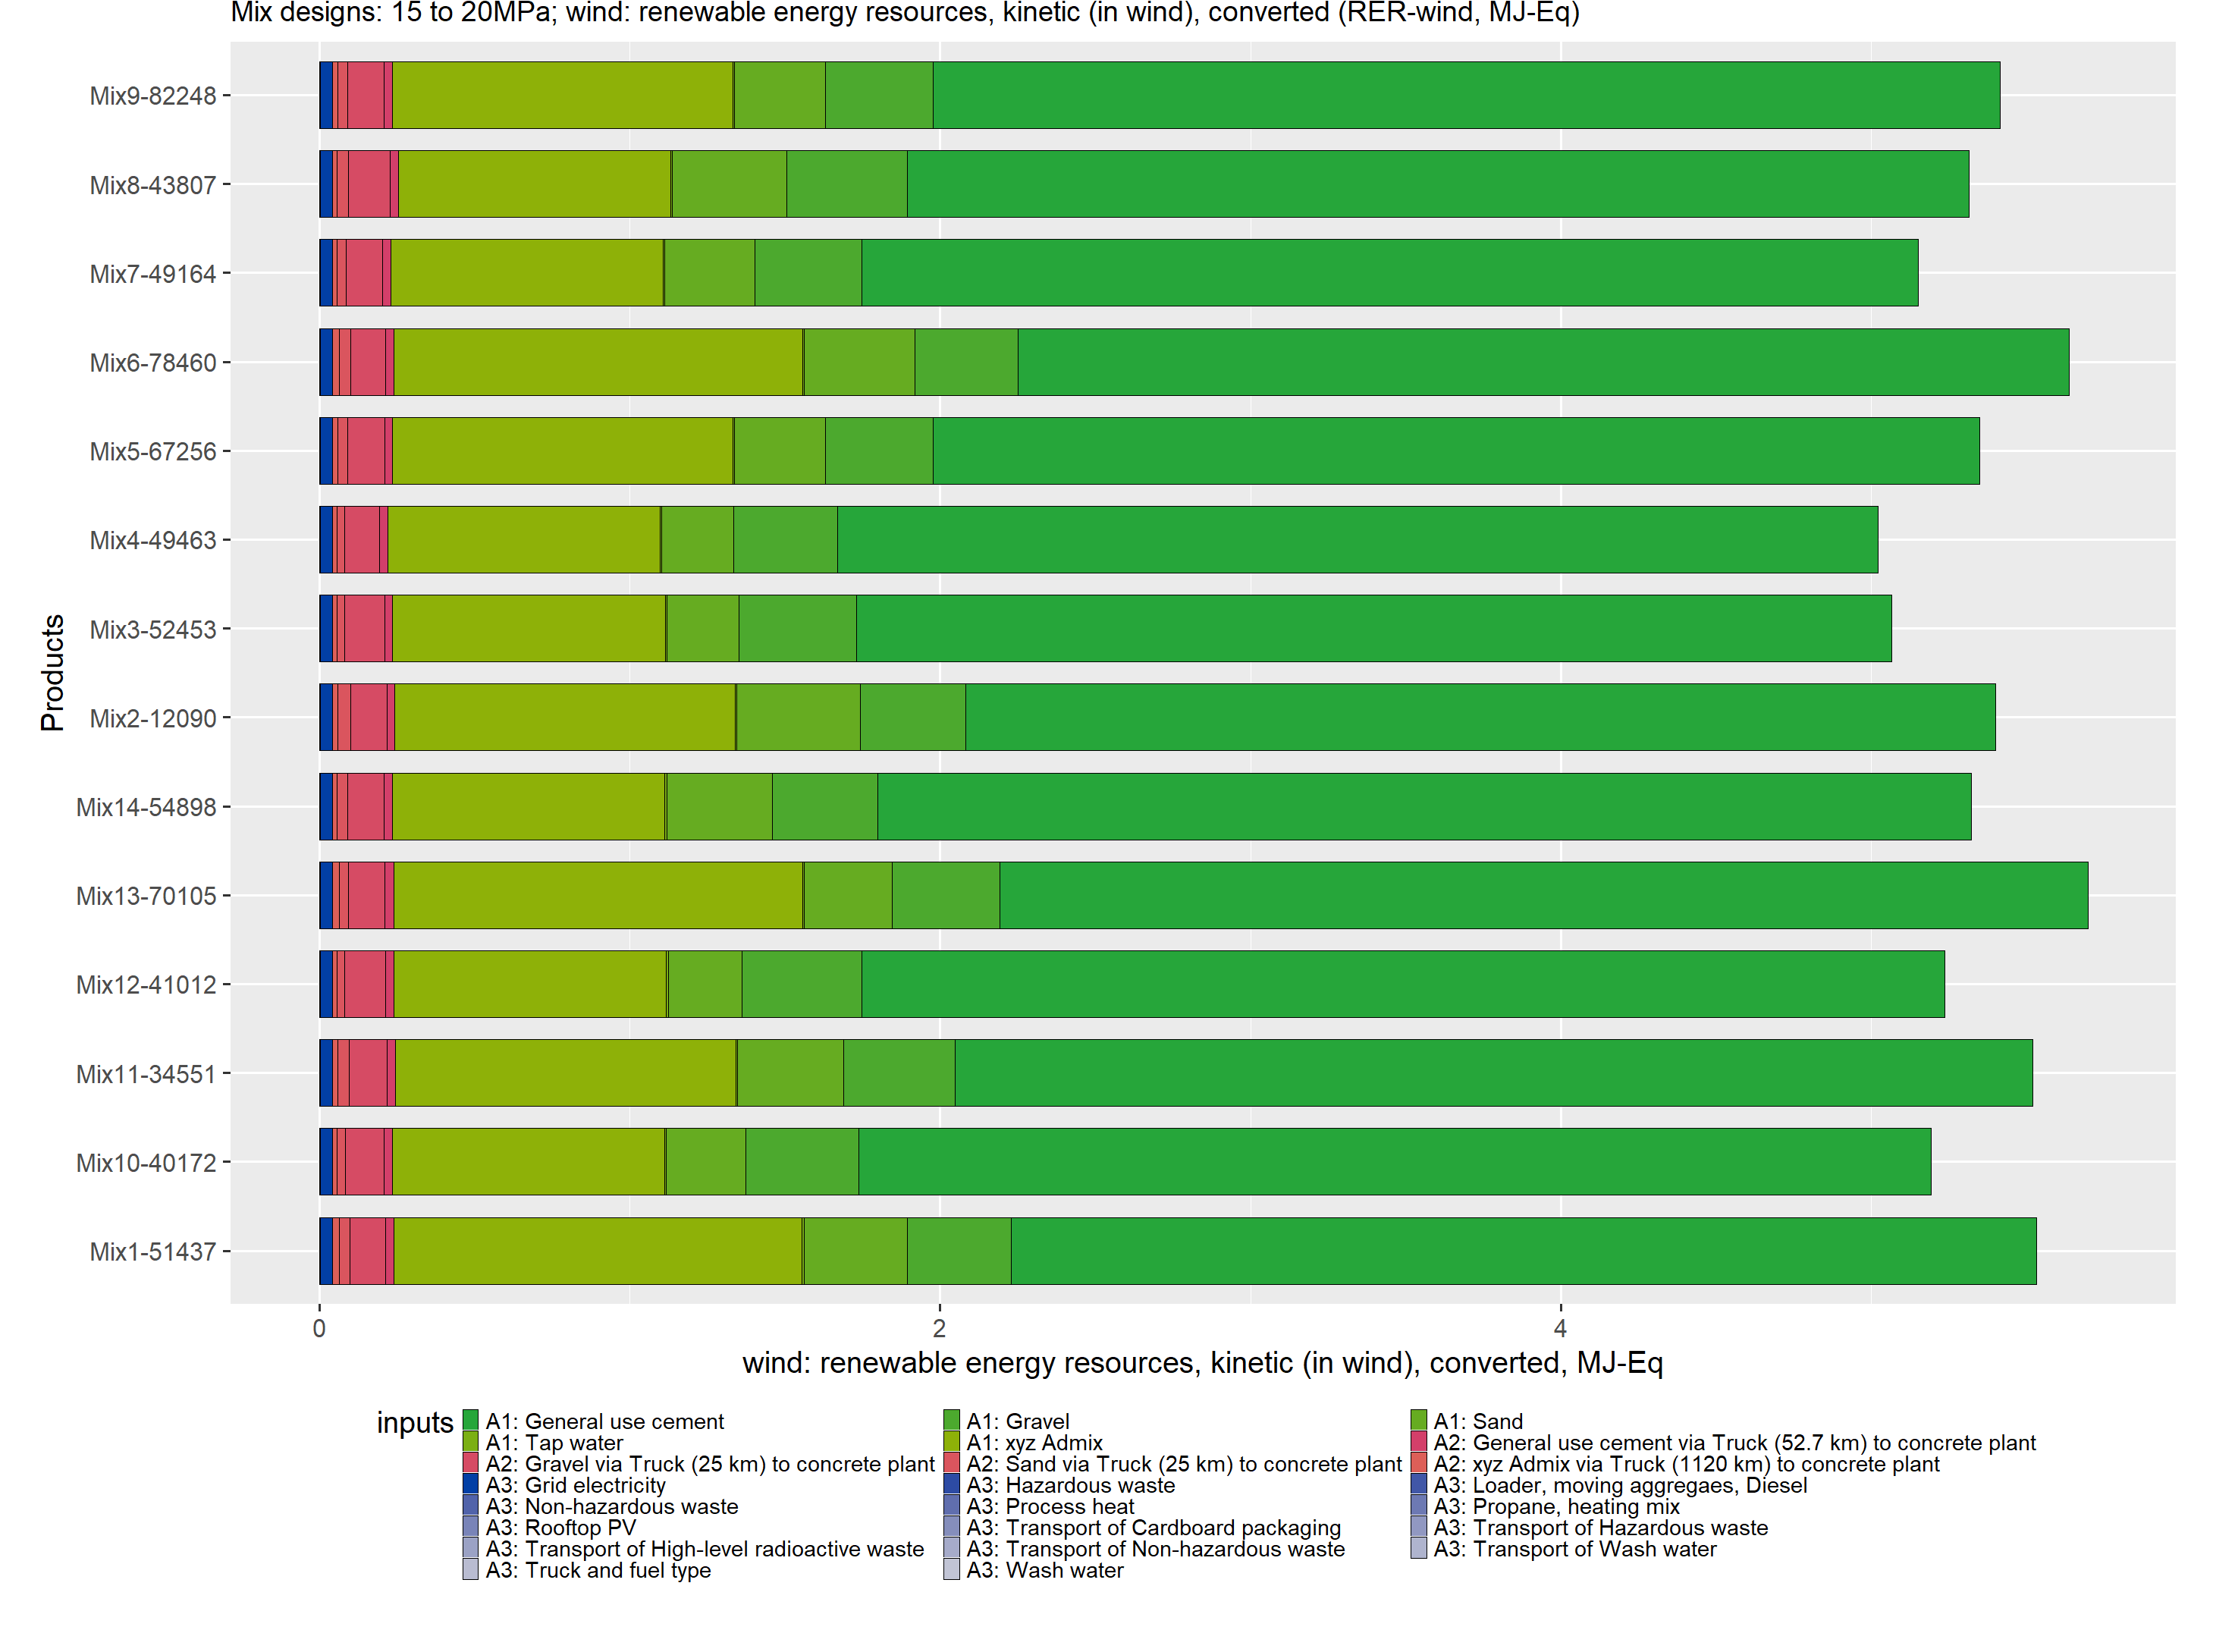 Mix designs: 15 to 20MPa; wind: renewable energy resources, kinetic (in wind), converted (RER-wind, MJ-Eq)
Products
Mix9-82248
Mix8-43807
Mix7-49164
Mix6-78460
Mix5-67256
Mix4-49463
Mix3-52453
Mix2-12090
Mix14-54898
Mix13-70105
Mix12-41012
Mix11-34551
Mix10-40172
Mix1-51437
0 2 4
wind: renewable energy resources, kinetic (in wind), converted, MJ-Eq
inputs
A1: General use cement A1: Gravel A1: Sand
A1: Tap water A1: xyz Admix A2: General use cement via Truck (52.7 km) to concrete plant
A2: Gravel via Truck (25 km) to concrete plant A2: Sand via Truck (25 km) to concrete plant A2: xyz Admix via Truck (1120 km) to concrete plant
A3: Grid electricity A3: Hazardous waste A3: Loader, moving aggregaes, Diesel
A3: Non-hazardous waste A3: Process heat A3: Propane, heating mix
A3: Rooftop PV A3: Transport of Cardboard packaging A3: Transport of Hazardous waste
A3: Transport of High-level radioactive waste A3: Transport of Non-hazardous waste A3: Transport of Wash water
A3: Truck and fuel type A3: Wash water